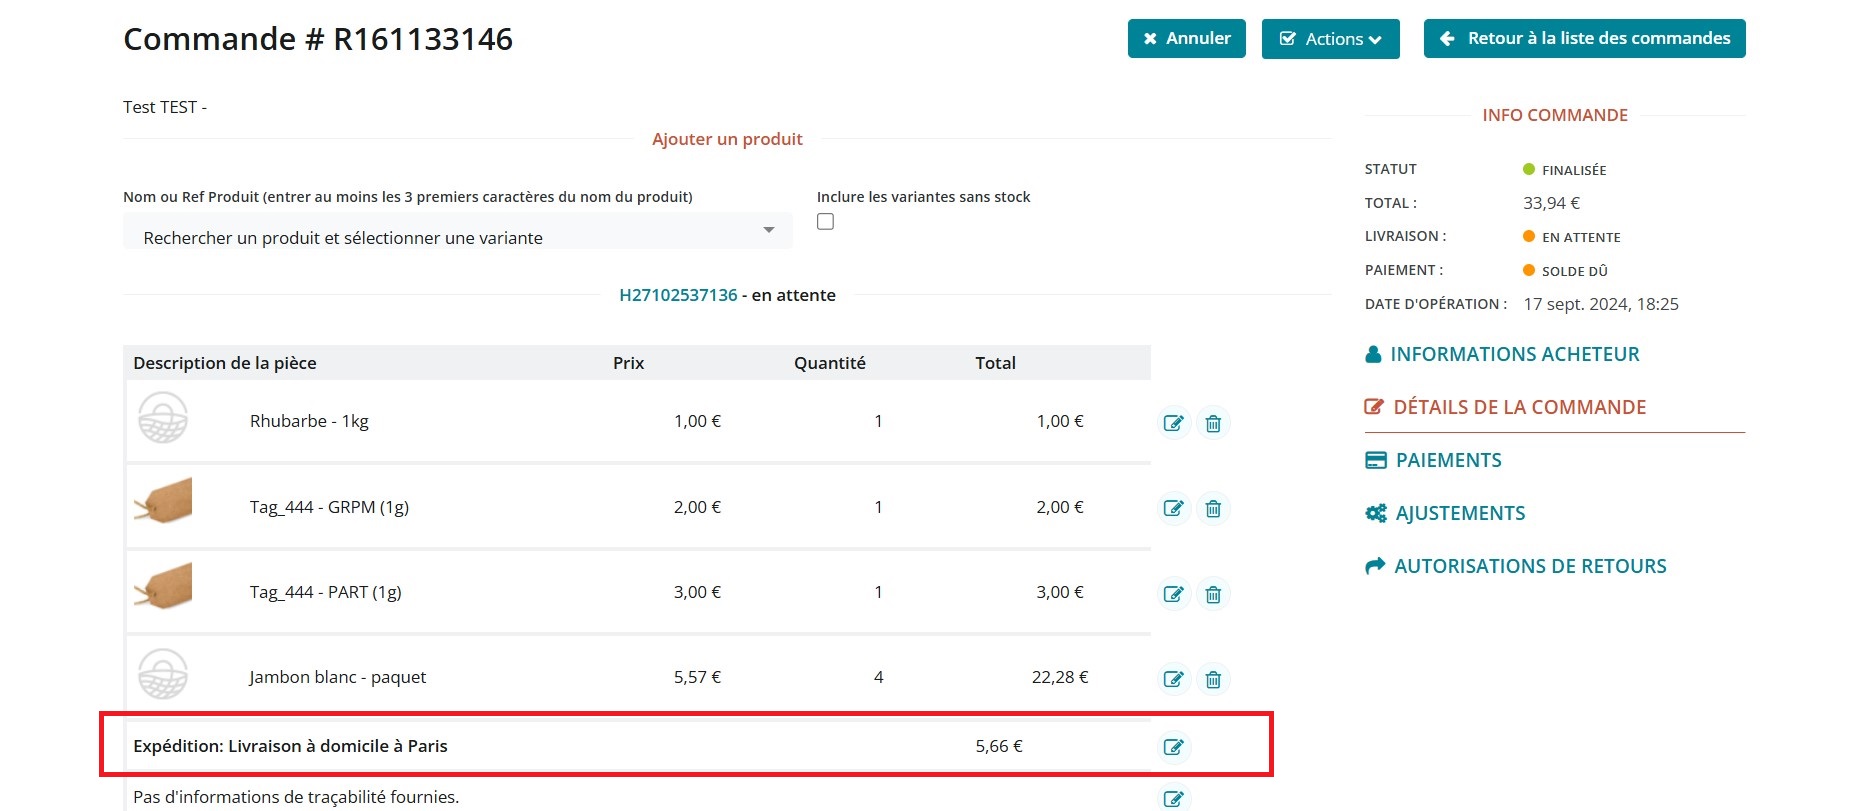 Commande # R161133146
Annuler
Actions
Retour à la liste des commandes
Test TEST -
Ajouter un produit
Nom ou Ref Produit (entrer au moins les 3 premiers caractères du nom du produit)
Inclure les variantes sans stock
Rechercher un produit et sélectionner une variante
H27102537136 - en attente
Description de la pièce Prix Quantité Total
Rhubarbe - 1kg 1,00 € 1 1,00 €
Tag_444 - GRPM (1g) 2,00 € 1 2,00 €
Tag_444 - PART (1g) 3,00 € 1 3,00 €
Jambon blanc - paquet 5,57 € 4 22,28 €
Expédition: Livraison à domicile à Paris 5,66 €
Pas d'informations de traçabilité fournies.
INFO COMMANDE
STATUT FINALISÉE
TOTAL : 33,94 €
LIVRAISON : EN ATTENTE
PAIEMENT : SOLDE DÛ
DATE D'OPÉRATION : 17 sept. 2024, 18:25
INFORMATIONS ACHETEUR
DÉTAILS DE LA COMMANDE
PAIEMENTS
AJUSTEMENTS
AUTORISATIONS DE RETOURS